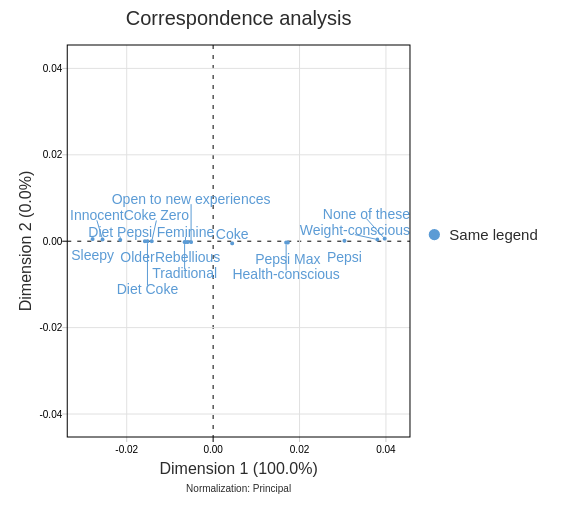 Correspondence analysis
0.04
0.02
Open to new experiences
InnocentCoke Zero
None of these
Diet Pepsi Feminine Coke
Weight-conscious
Same legend
0.00
Sleepy
OlderRebellious
Pepsi Max
Pepsi
Traditional
Health-conscious
Diet Coke
-0.02
-0.04
Dimension 2 (0.0%)
-0.02
0.00
0.02
0.04
Dimension 1 (100.0%)
Normalization: Principal